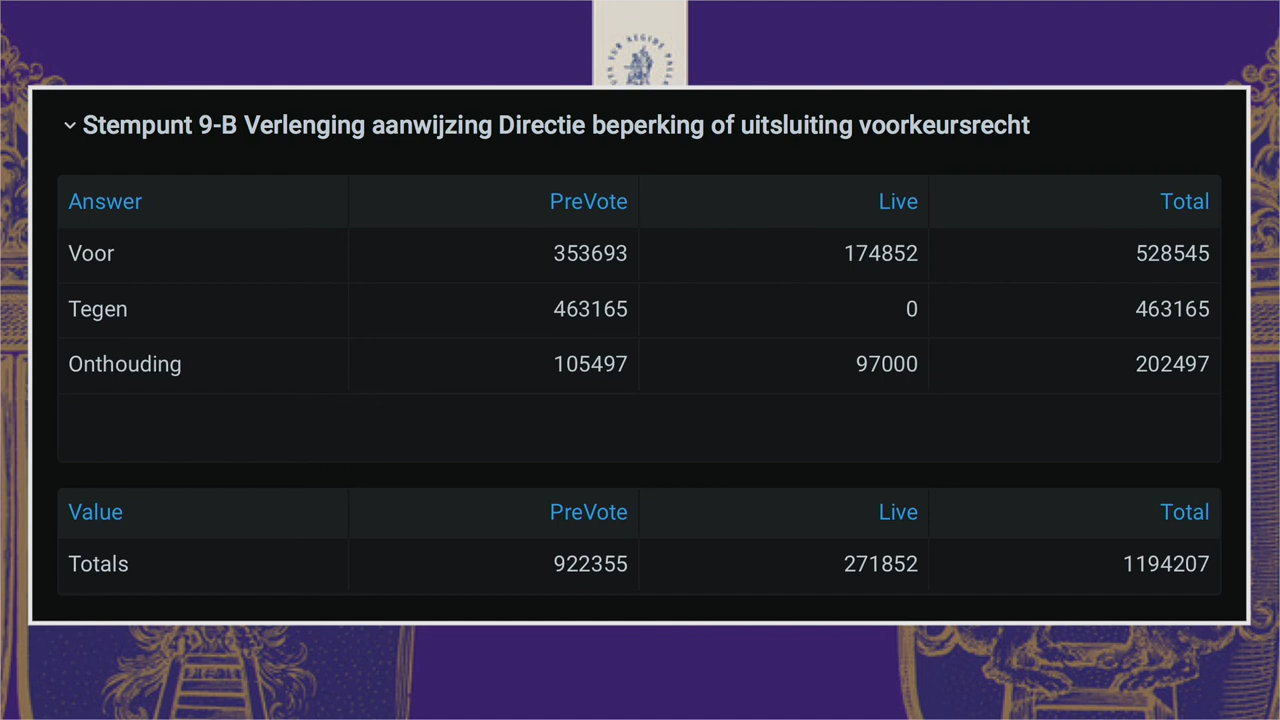 Stempunt 9-B Verlenging aanwijzing Directie beperking of uitsluiting voorkeursrecht
Answer PreVote Live Total
Voor 353693 174852 528545
Tegen 463165 0 463165
Onthouding 105497 97000 202497
Value PreVote Live Total
Totals 922355 271852 1194207